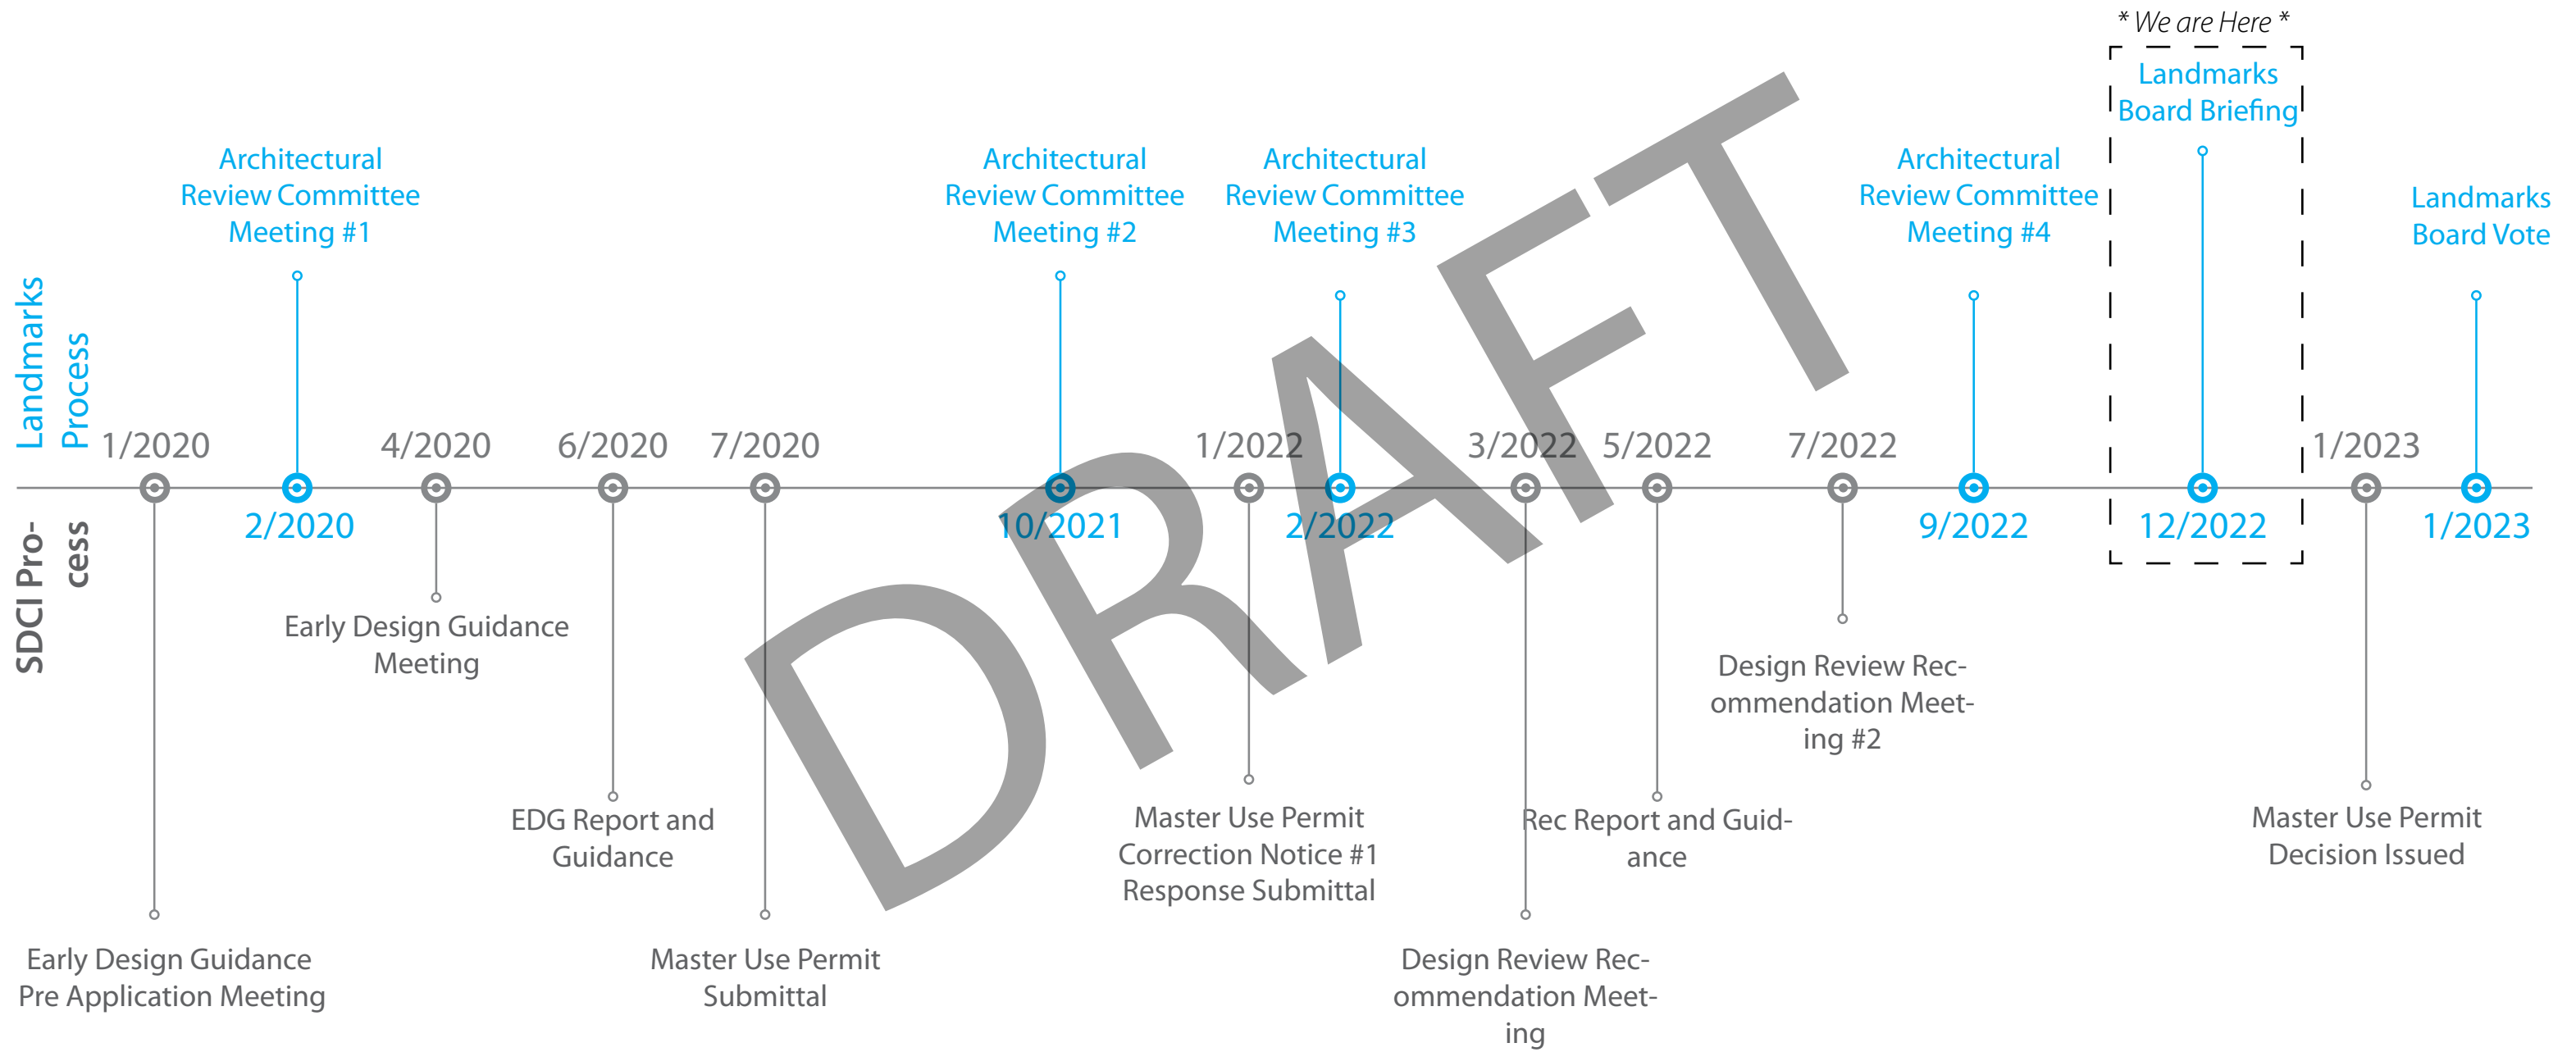 * We are Here *
Landmarks
Board Briefing
Architectural
Review Committee
Meeting #1
Architectural
Review Committee
Meeting #2
Architectural
Review Committee
Meeting #3
Architectural
Review Committee
Meeting #4
Landmarks
Board Vote
Landmarks
Process
1/2020
4/2020
6/2020
7/2020
1/2022
3/2022
5/2022
7/2022
1/2023
2/2020
10/2021
2/2022
9/2022
12/2022
1/2023
SDCI Pro-
cess
DRAFT
Early Design Guidance
Meeting
Design Review Rec-
ommendation Meet-
ing #2
EDG Report and
Guidance
Master Use Permit
Correction Notice #1
Response Submittal
Rec Report and Guid-
ance
Master Use Permit
Decision Issued
Early Design Guidance
Pre Application Meeting
Master Use Permit
Submittal
Design Review Rec-
ommendation Meet-
ing